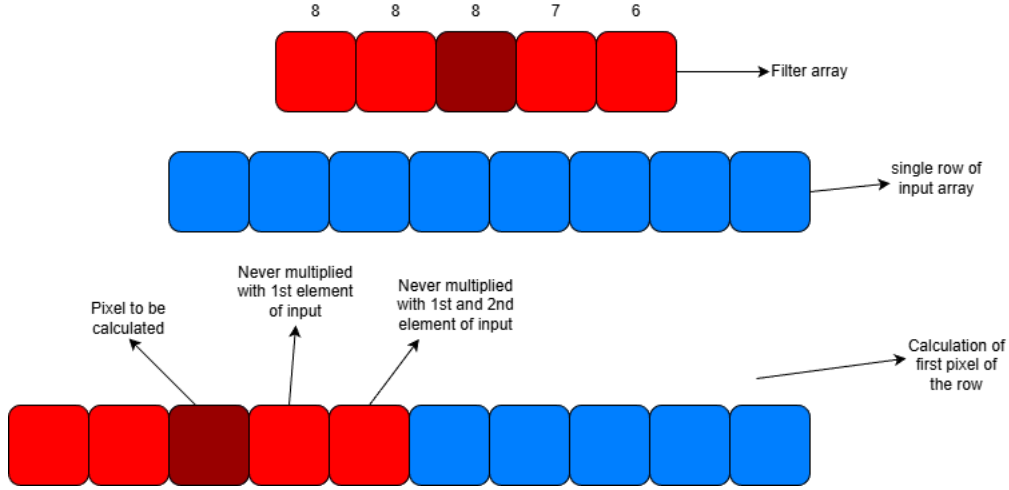 8 8 8 7 6
Filter array
single row of
input array
Never multiplied
with 1st element
of input
Never multiplied
with 1st and 2nd
element of input
Pixel to be
calculated
Calculation of
first pixel of
the row